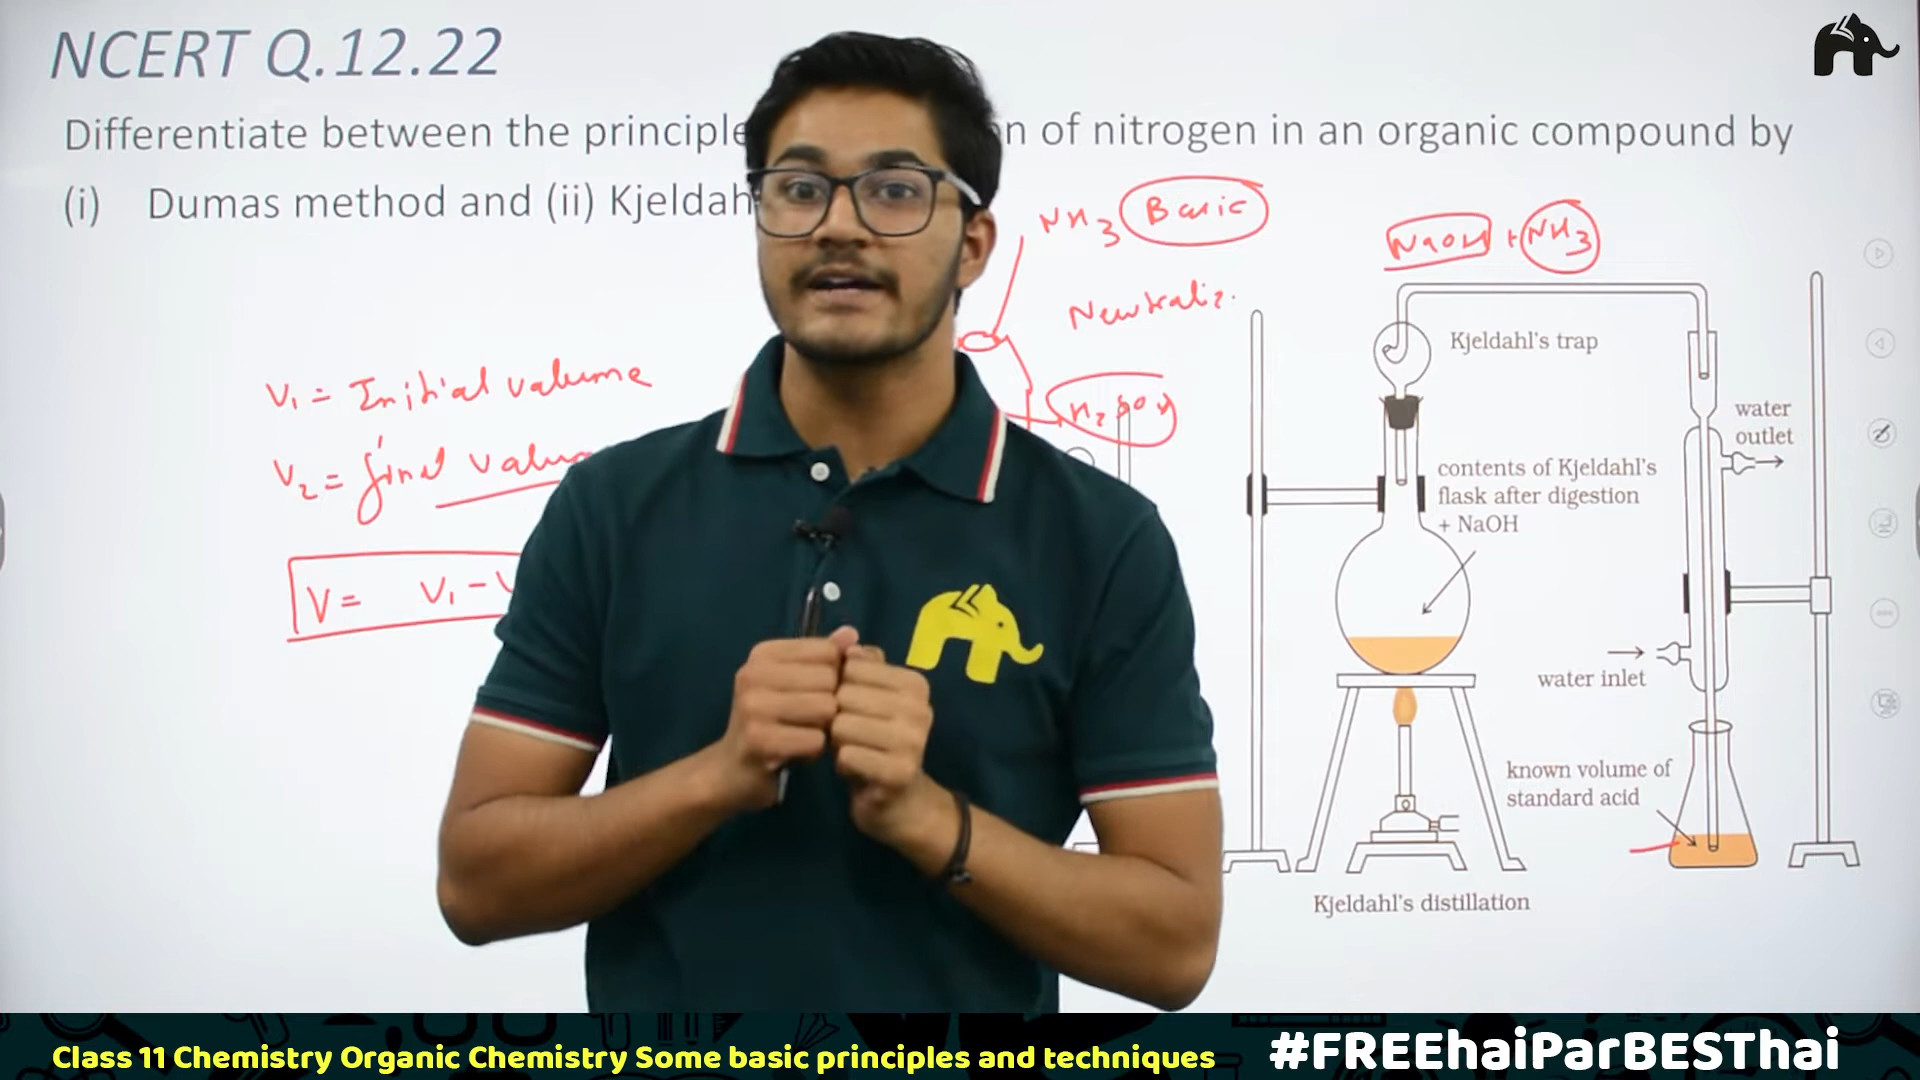 NCERT Q.12.22
Differentiate between the principle n of nitrogen in an organic compound by
(i) Dumas method and (ii) Kjeldah
NH3 Basic
NaOH + NH3
Neutraliz.
Kjeldahl's trap
V1 = Initial volume
H2SO4
water
outlet
V2 = final
contents of Kjeldahl's
flask after digestion
+ NaOH
V = V1 -
water inlet
known volume of
standard acid
Kjeldahl's distillation
Class 11 Chemistry Organic Chemistry Some basic principles and techniques
#FREEhaiParBESThai